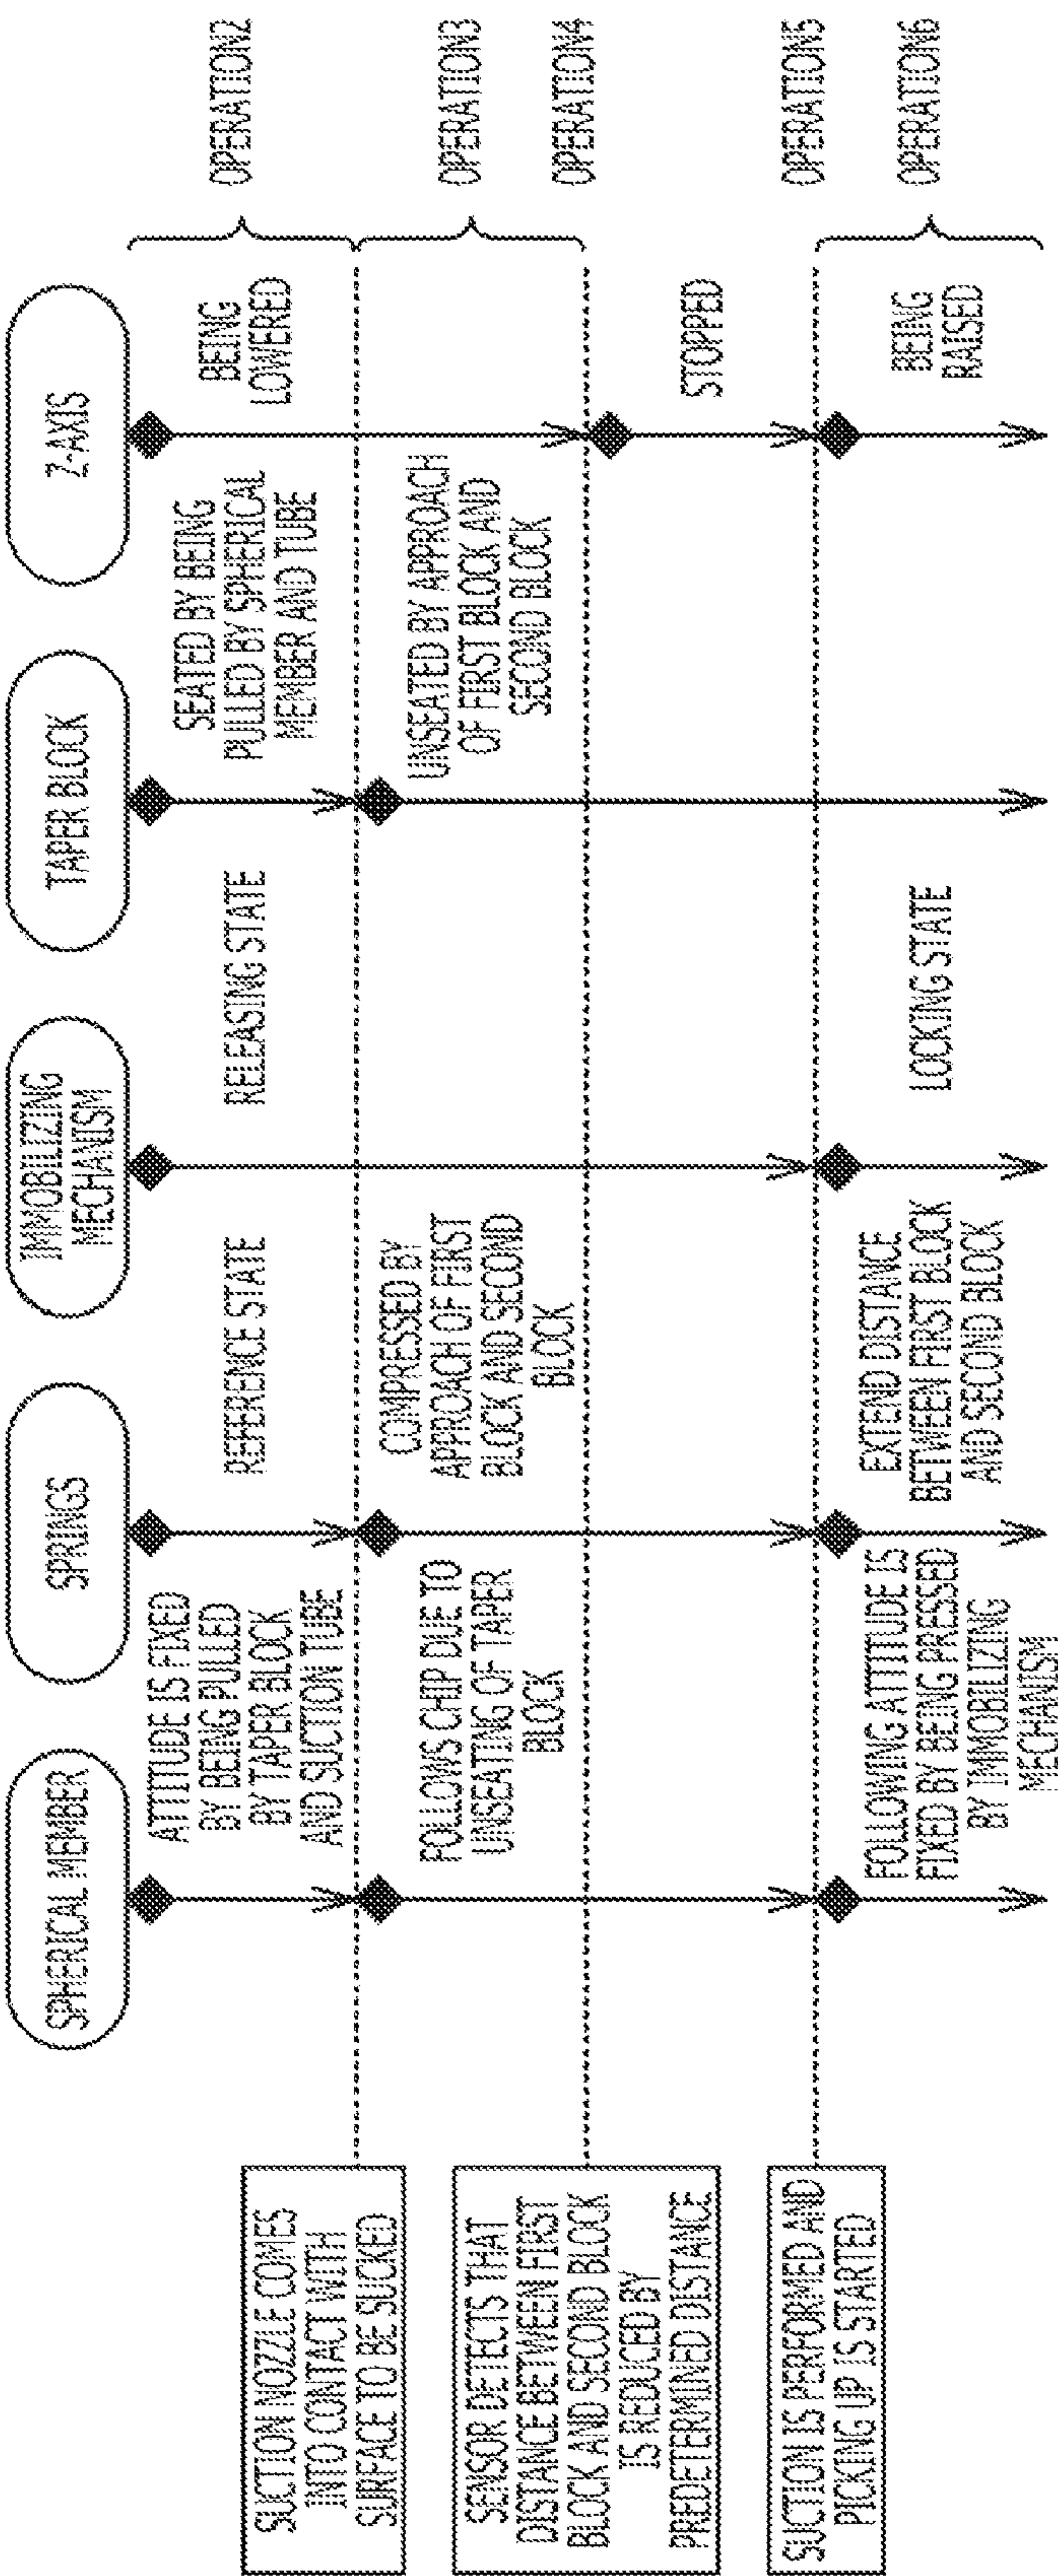 SPHERICAL MEMBER
SPRINGS
IMMOBILIZING
MECHANISM
TAPER BLOCK
Z-AXIS
ATTITUDE IS FIXED
BY BEING PULLED
BY TAPER BLOCK
AND SUCTION TUBE
REFERENCE STATE
RELEASING STATE
SEATED BY BEING
PULLED BY SPHERICAL
MEMBER AND TUBE
BEING
LOWERED
OPERATION2
SUCTION NOZZLE COMES
INTO CONTACT WITH
SURFACE TO BE SUCKED
FOLLOWS CHIP DUE TO
UNSEATING OF TAPER
BLOCK
COMPRESSED BY
APPROACH OF FIRST
BLOCK AND SECOND
BLOCK
UNSEATED BY APPROACH
OF FIRST BLOCK AND
SECOND BLOCK
OPERATION3
SENSOR DETECTS THAT
DISTANCE BETWEEN FIRST
BLOCK AND SECOND BLOCK
IS REDUCED BY
PREDETERMINED DISTANCE
OPERATION4
STOPPED
SUCTION IS PERFORMED AND
PICKING UP IS STARTED
OPERATION5
FOLLOWING ATTITUDE IS
FIXED BY BEING PRESSED
BY IMMOBILIZING
MECHANISM
EXTEND DISTANCE
BETWEEN FIRST BLOCK
AND SECOND BLOCK
LOCKING STATE
BEING
RAISED
OPERATION6